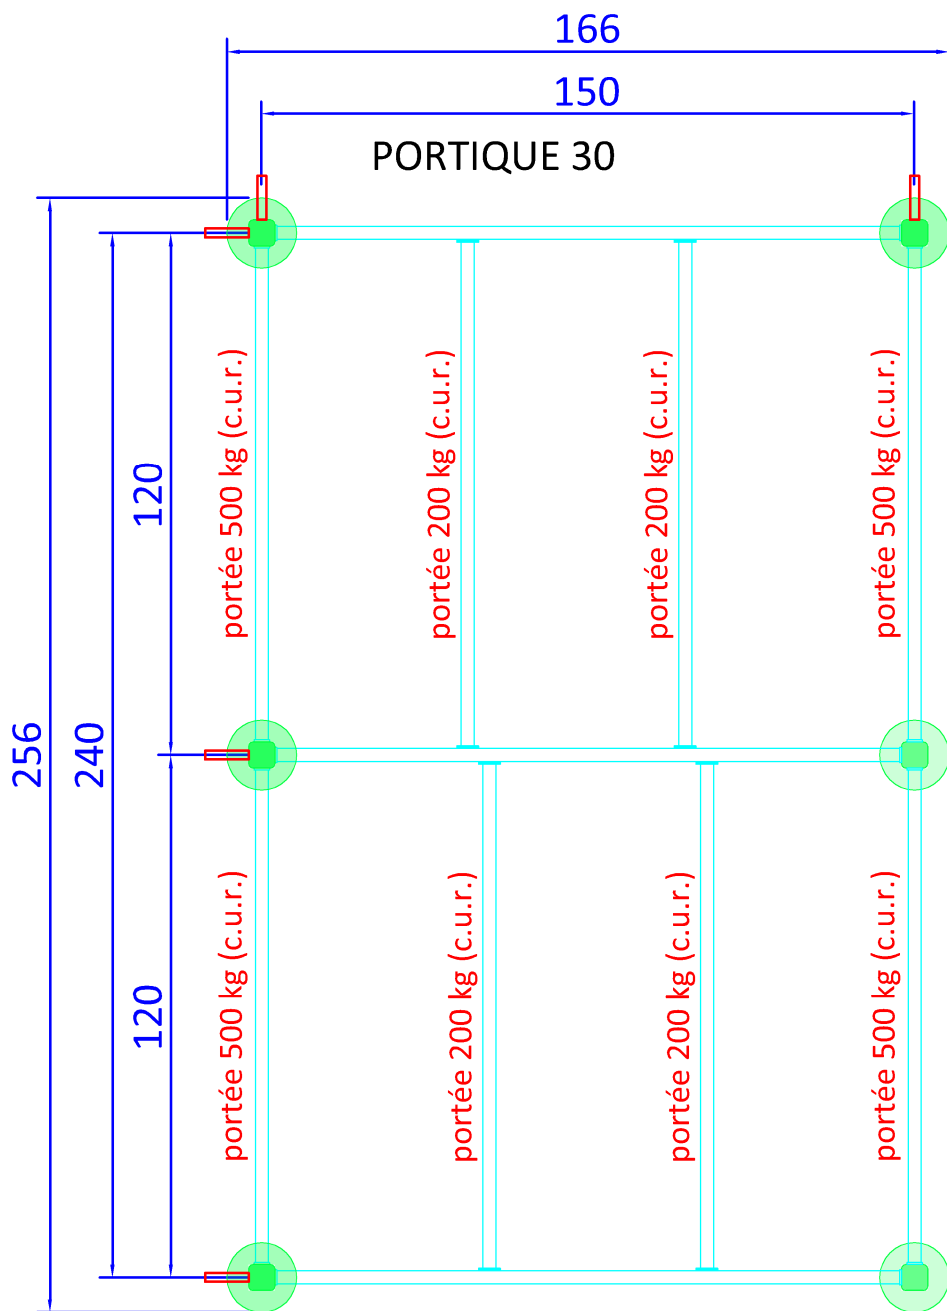 166
150
PORTIQUE 30
portée 500 kg (c.u.r.)
portée 200 kg (c.u.r.)
portée 200 kg (c.u.r.)
portée 500 kg (c.u.r.)
120
256
240
portée 500 kg (c.u.r.)
portée 200 kg (c.u.r.)
portée 200 kg (c.u.r.)
portée 500 kg (c.u.r.)
120